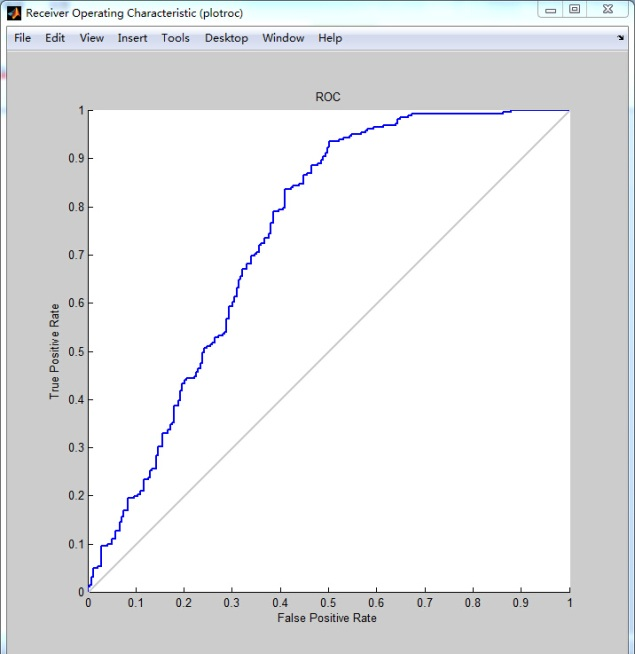 Receiver Operating Characteristic (plotroc)
File Edit View Insert Tools Desktop Window Help
ROC
1
0.9
0.8
0.7
0.6
0.5
0.4
0.3
0.2
0.1
0
True Positive Rate
0 0.1 0.2 0.3 0.4 0.5 0.6 0.7 0.8 0.9 1
False Positive Rate